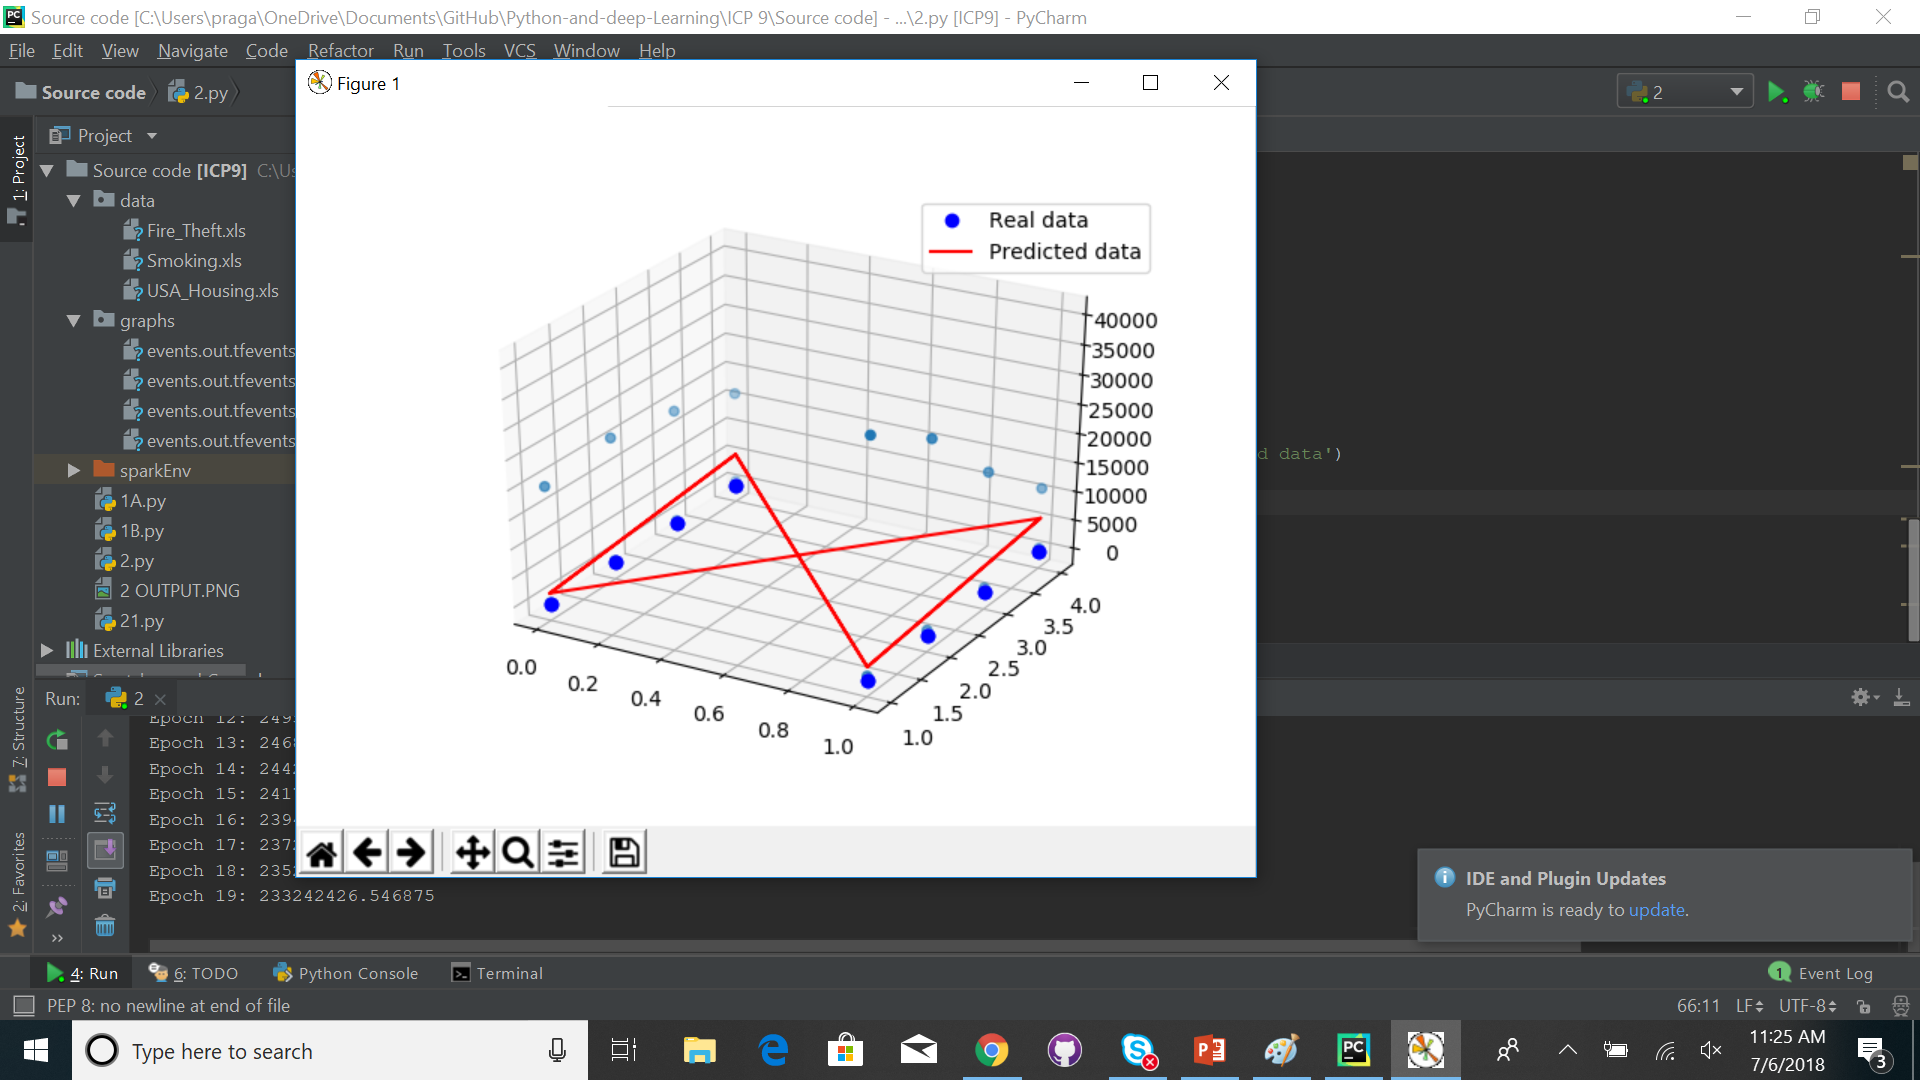 Source code [C:\Users\praga\OneDrive\Documents\GitHub\Python-and-deep-Learning\ICP 9\Source code] - ...\2.py [ICP9] - PyCharm
File Edit View Navigate Code Refactor Run Tools VCS Window Help
Source code 2.py
2
Figure 1
1: Project
Project
Source code [ICP9] C:\Us
data
Fire_Theft.xls
Smoking.xls
USA_Housing.xls
graphs
events.out.tfevents
events.out.tfevents
events.out.tfevents
events.out.tfevents
sparkEnv
1A.py
1B.py
2.py
2 OUTPUT.PNG
21.py
External Libraries
Real data
Predicted data
40000
35000
30000
25000
20000
15000
10000
5000
0
4.0
3.5
3.0
2.5
2.0
1.5
1.0
0.0
0.2
0.4
0.6
0.8
1.0
d data')
7: Structure
2: Favorites
Run: 2
Epoch 12: 249
Epoch 13: 246
Epoch 14: 244
Epoch 15: 241
Epoch 16: 239
Epoch 17: 237
Epoch 18: 235
Epoch 19: 233242426.546875
IDE and Plugin Updates
PyCharm is ready to update.
4: Run 6: TODO Python Console Terminal
1 Event Log
PEP 8: no newline at end of file
66:11 LF UTF-8
Type here to search
11:25 AM
7/6/2018
3